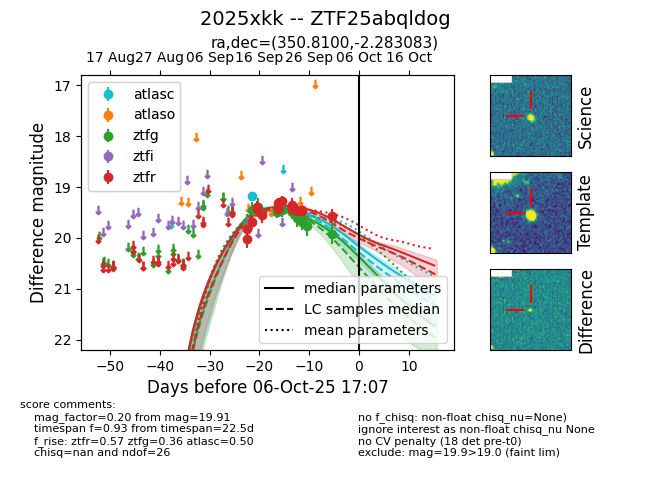 2025xkk -- ZTF25abqldog
ra,dec=(350.8100,-2.283083)
17 Aug 27 Aug 06 Sep 16 Sep 26 Sep 06 Oct 16 Oct
17
18
19
20
21
22
Difference magnitude
atlasc
atlaso
ztfg
ztfi
ztfr
median parameters
LC samples median
mean parameters
−50 −40 −30 −20 −10 0 10
Days before 06-Oct-25 17:07
Science
Template
Difference
score comments:
mag_factor=0.20 from mag=19.91
timespan f=0.93 from timespan=22.5d
f_rise: ztfr=0.57 ztfg=0.36 atlasc=0.50
chisq=nan and ndof=26
no f_chisq: non-float chisq_nu=None)
ignore interest as non-float chisq_nu None
no CV penalty (18 det pre-t0)
exclude: mag=19.9>19.0 (faint lim)